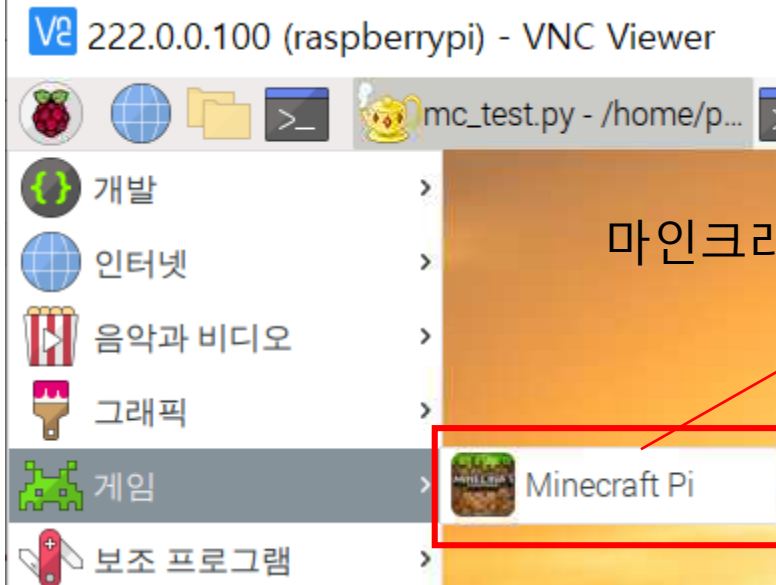 222.0.0.100 (raspberrypi) - VNC Viewer
mc_test.py - /home/p...
개발
인터넷
음악과 비디오
그래픽
게임
보조 프로그램
마인크
Minecraft Pi